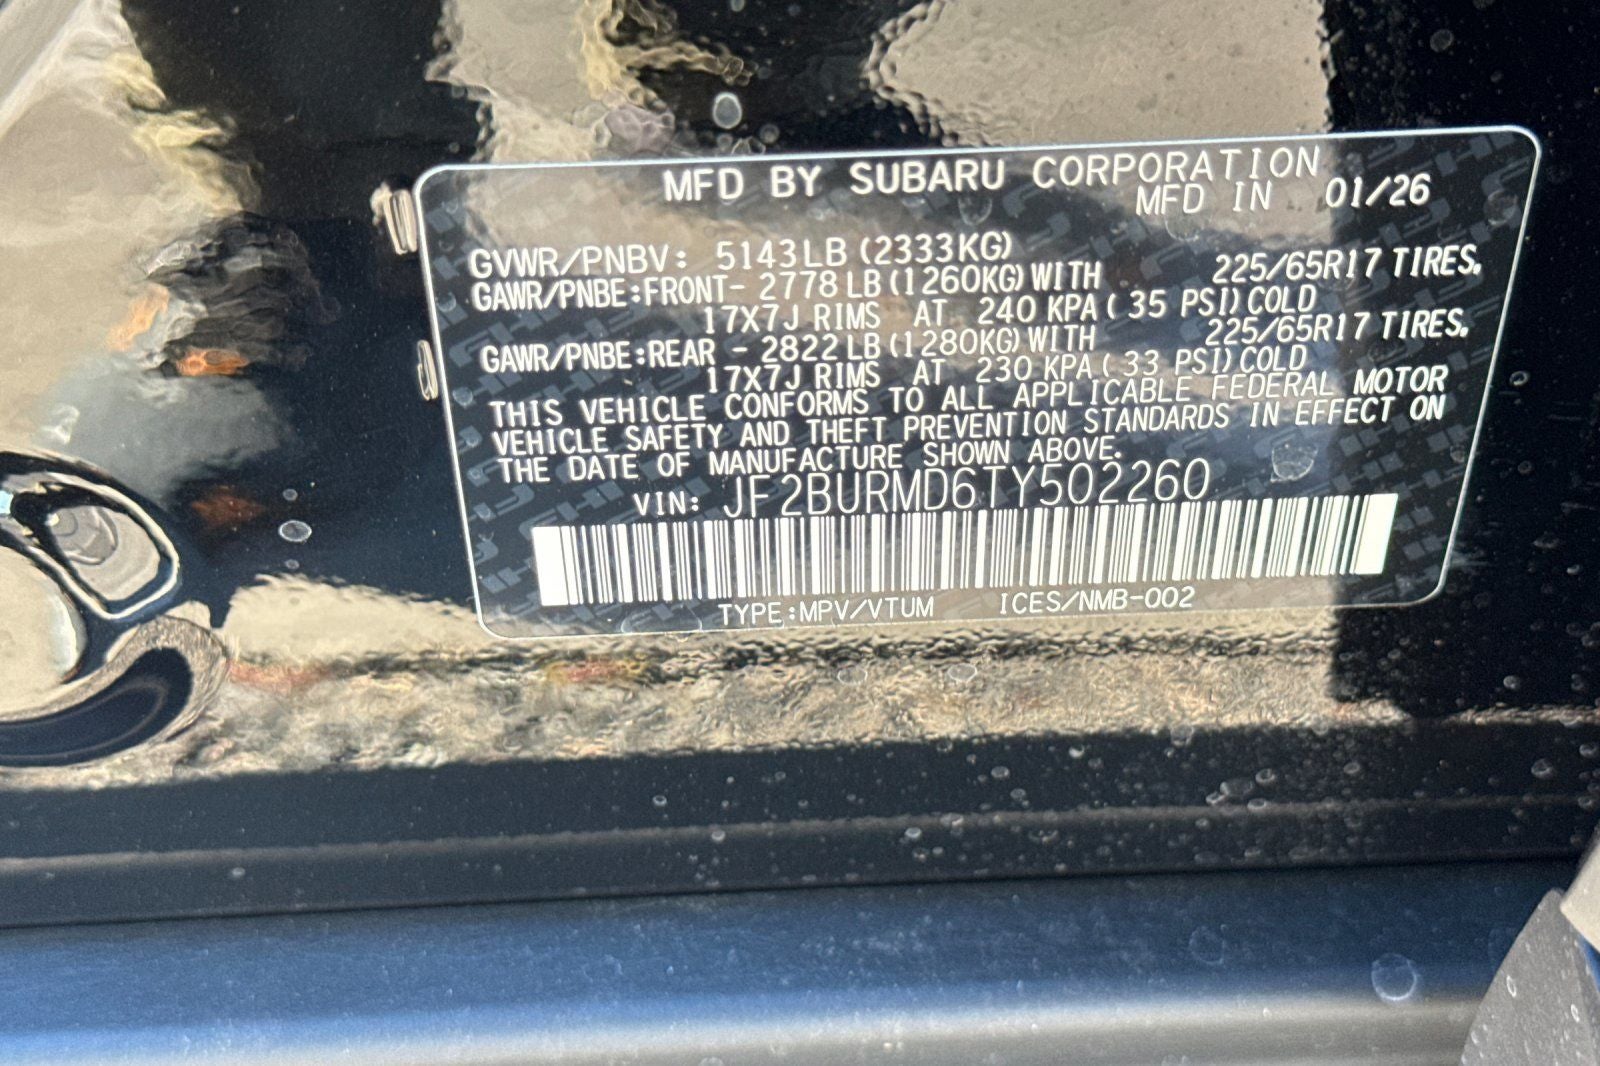 MFD BY SUBARU CORPORATION
MFD IN 01/26
GVWR/PNBV: 5143LB (2333KG)
GAWR/PNBE:FRONT- 2778 LB (1260KG) WITH 225/65R17 TIRES.
17X7J RIMS AT 240 KPA ( 35 PSI) COLD
GAWR/PNBE:REAR - 2822 LB (1280KG) WITH 225/65R17 TIRES.
17X7J RIMS AT 230 KPA ( 33 PSI) COLD
THIS VEHICLE CONFORMS TO ALL APPLICABLE FEDERAL MOTOR
VEHICLE SAFETY AND THEFT PREVENTION STANDARDS IN EFFECT ON
THE DATE OF MANUFACTURE SHOWN ABOVE.
VIN: JF2BURMD6TY502260
TYPE:MPV/VTUM ICES/NMB-002